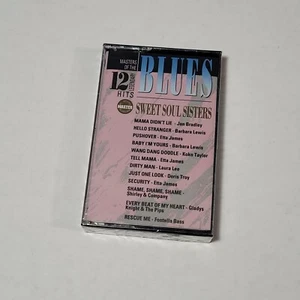 MASTERS OF THE
BLUES
12
HITS
MASTER
SWEET SOUL SISTERS
MAMA DIDN'T LIE - Jan Bradley
HELLO STRANGER - Barbara Lewis
PUSHOVER - Etta James
BABY I'M YOURS - Barbara Lewis
WANG DANG DOODLE - Koko Taylor
TELL MAMA - Etta James
DIRTY MAN - Laura Lee
JUST ONE LOOK - Doris Troy
SECURITY - Etta James
SHAME, SHAME, SHAME -
Shirley & Company
EVERY BEAT OF MY HEART - Gladys
Knight & The Pips
RESCUE ME - Fontella Bass